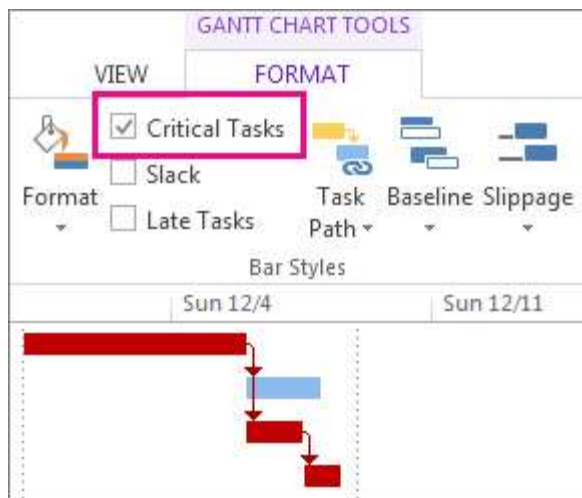 GANTT CHART TOOLS
VIEW FORMAT
Critical Tasks
Slack
Late Tasks
Format
Task Path
Baseline
Slippage
Bar Styles
Sun 12/4 Sun 12/11